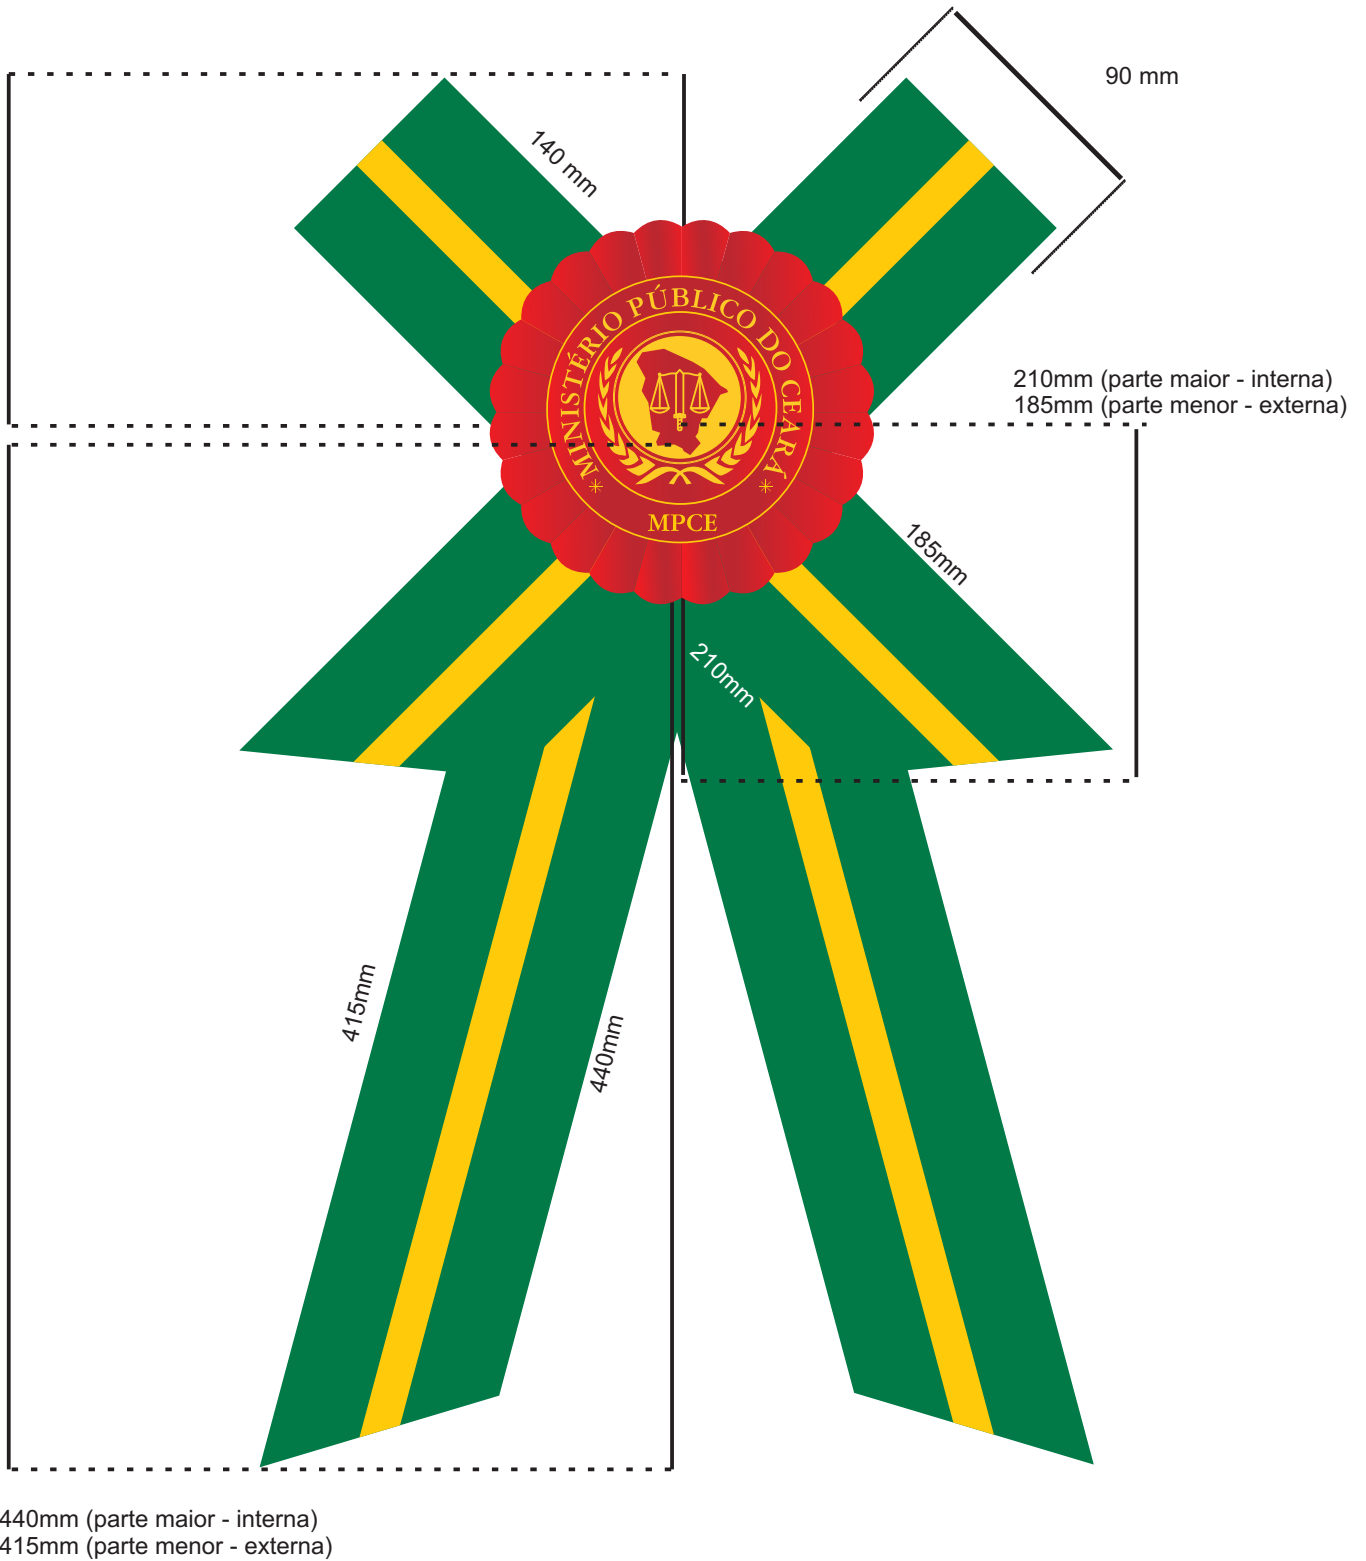 90 mm
140 mm
MINISTÉRIO PÚBLICO DO CEARÁ
MPCE
210mm (parte maior - interna)
185mm (parte menor - externa)
185mm
210mm
415mm
440mm
440mm (parte maior - interna)
415mm (parte menor - externa)